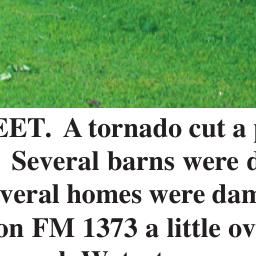 EET. A tornado cut a
Several barns were d
veral homes were dam
on FM 1373 a little ov